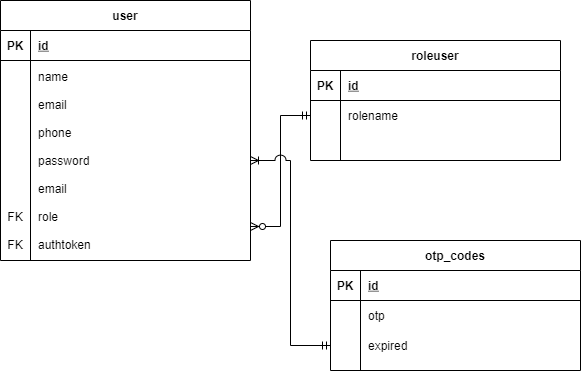 user
PK id
name
email
phone
password
email
FK role
FK authtoken
roleuser
PK id
rolename
otp_codes
PK id
otp
expired